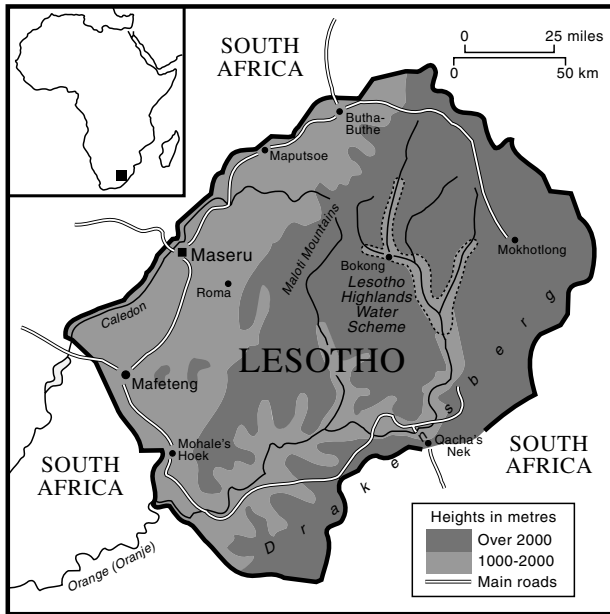 SOUTH
AFRICA
0 25 miles
0 50 km
Butha-
Buthe
Maputsoe
Maloti Mountains
Maseru
Roma
Mokhotlong
Bokong
Lesotho
Highlands
Water
Scheme
Caledon
LESOTHO
Mafeteng
Mohale's
Hoek
Qacha's
Nek
Drakensberg
SOUTH
AFRICA
SOUTH
AFRICA
Orange (Oranje)
Heights in metres
Over 2000
1000-2000
Main roads